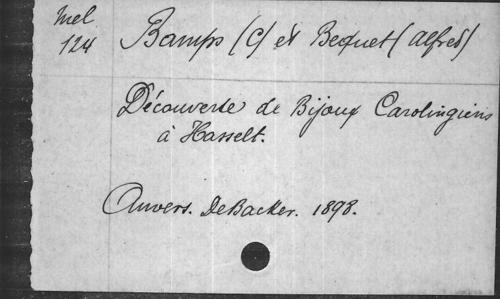 Mel.
124
Bamps (C) et Bequet (Alfred)
Découverte de Bijoux Carolingiens
à Hasselt.
Anvers. DeBacker. 1898.